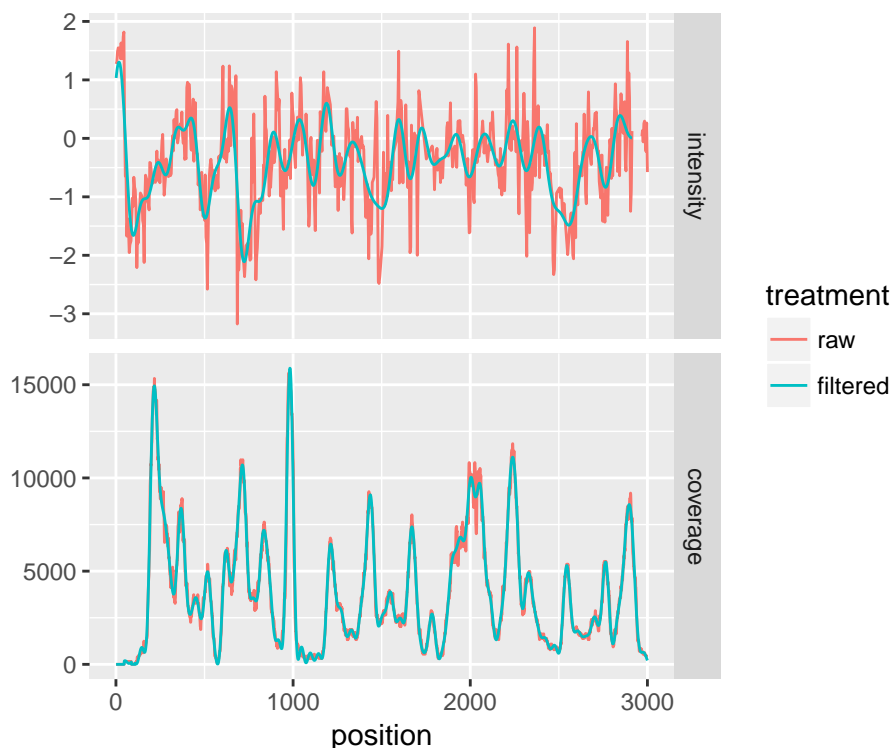 2
1
0
−1
−2
−3
intensity
15000
10000
5000
0
coverage
0
1000
2000
3000
position
treatment
raw
filtered